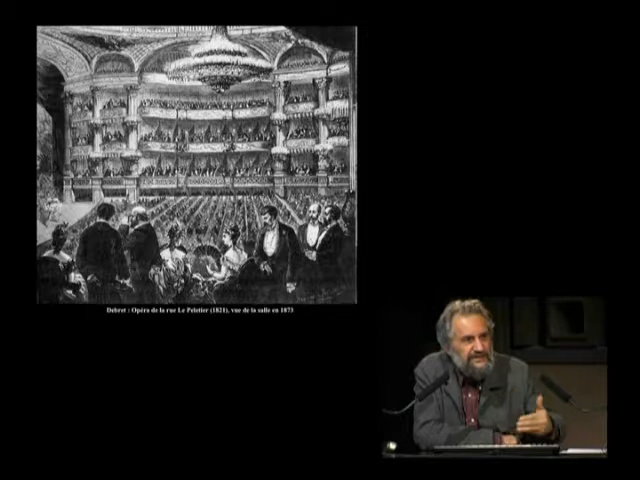 Debret : Opéra de la rue Le Peletier (1821), vue de la salle en 1873